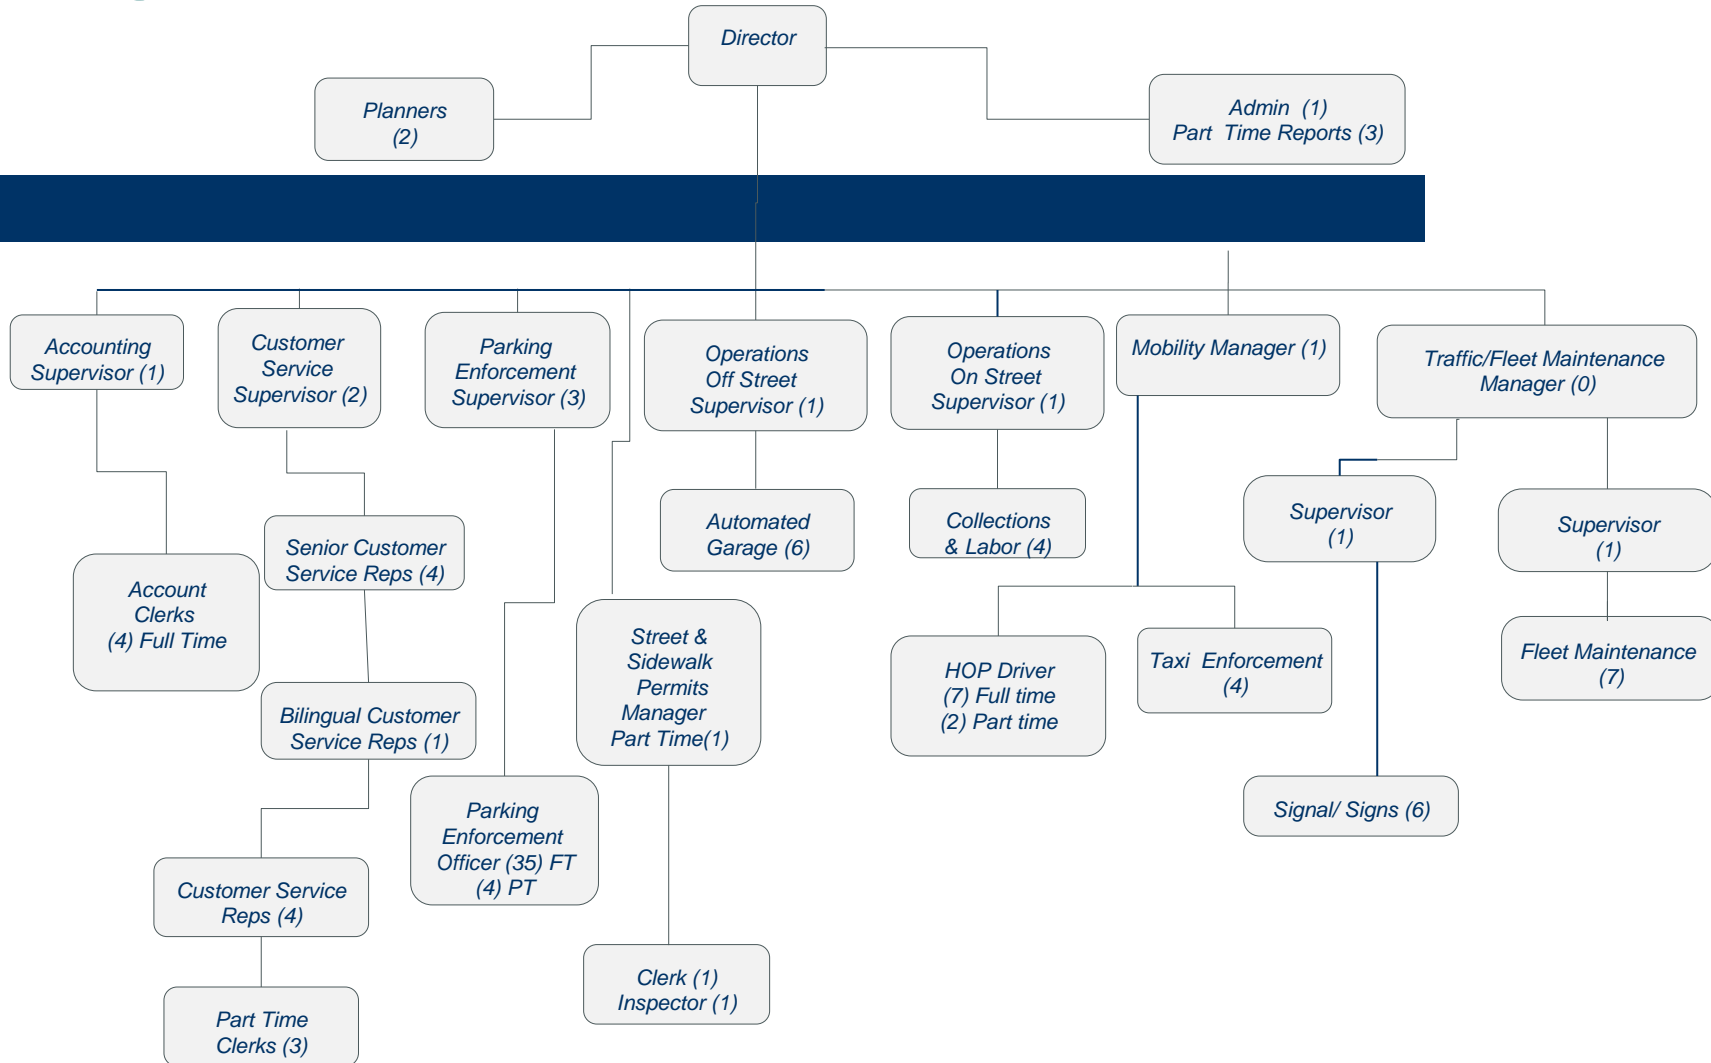 Director
Planners
(2)
Admin (1)
Part Time Reports (3)
Accounting
Supervisor (1)
Customer
Service
Supervisor (2)
Parking
Enforcement
Supervisor (3)
Operations
Off Street
Supervisor (1)
Operations
On Street
Supervisor (1)
Mobility Manager (1)
Traffic/Fleet Maintenance
Manager (0)
Account
Clerks
(4) Full Time
Senior Customer
Service Reps (4)
Automated
Garage (6)
Collections
& Labor (4)
Supervisor
(1)
Supervisor
(1)
Street &
Sidewalk
Permits
Manager
Part Time(1)
HOP Driver
(7) Full time
(2) Part time
Taxi Enforcement
(4)
Fleet Maintenance
(7)
Bilingual Customer
Service Reps (1)
Parking
Enforcement
Officer (35) FT
(4) PT
Signal/ Signs (6)
Customer Service
Reps (4)
Clerk (1)
Inspector (1)
Part Time
Clerks (3)